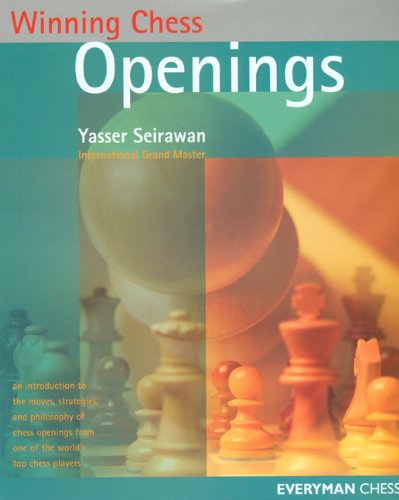 Winning Chess
Openings
Yasser Seirawan
International Grand Master
an introduction to
the moves, strategies,
and philosophy of
chess openings from
one of the world's
top chess players
EVERYMAN CHESS